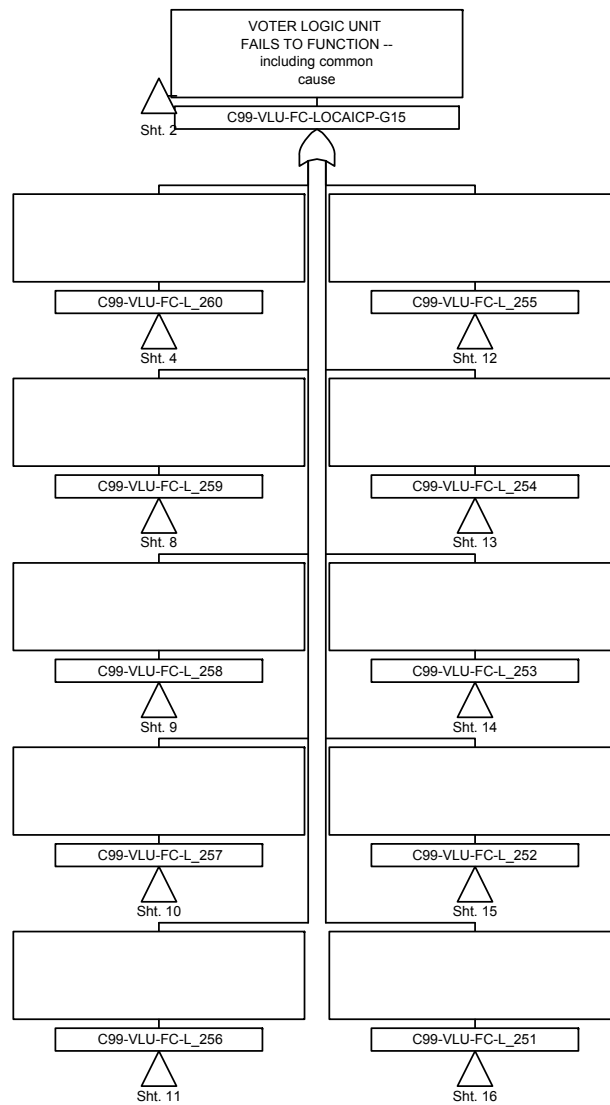 VOTER LOGIC UNIT
FAILS TO FUNCTION --
including common
cause
Sht. 2
C99-VLU-FC-LOCAICP-G15
C99-VLU-FC-L_260
Sht. 4
C99-VLU-FC-L_255
Sht. 12
C99-VLU-FC-L_259
Sht. 8
C99-VLU-FC-L_254
Sht. 13
C99-VLU-FC-L_258
Sht. 9
C99-VLU-FC-L_253
Sht. 14
C99-VLU-FC-L_257
Sht. 10
C99-VLU-FC-L_252
Sht. 15
C99-VLU-FC-L_256
Sht. 11
C99-VLU-FC-L_251
Sht. 16